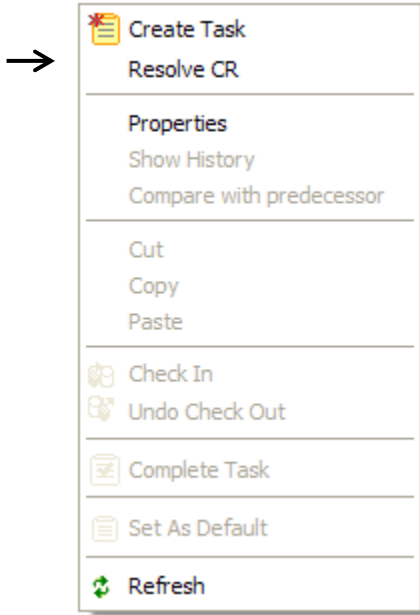 Create Task
Resolve CR
Properties
Show History
Compare with predecessor
Cut
Copy
Paste
Check In
Undo Check Out
Complete Task
Set As Default
Refresh